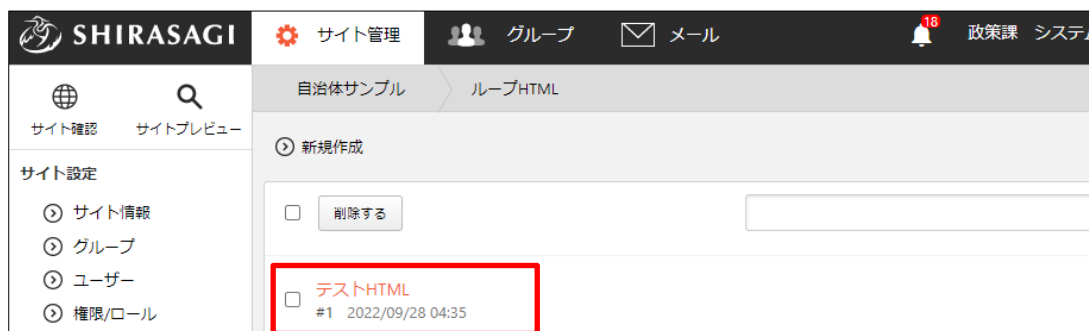 SHIRASAGI サイト管理 グループ メール 18 政策課 システム
サイト確認 サイトプレビュー
自治体サンプル ループHTML
新規作成
サイト設定
サイト情報
グループ
ユーザー
権限/ロール
削除する
テストHTML
#1 2022/09/28 04:35